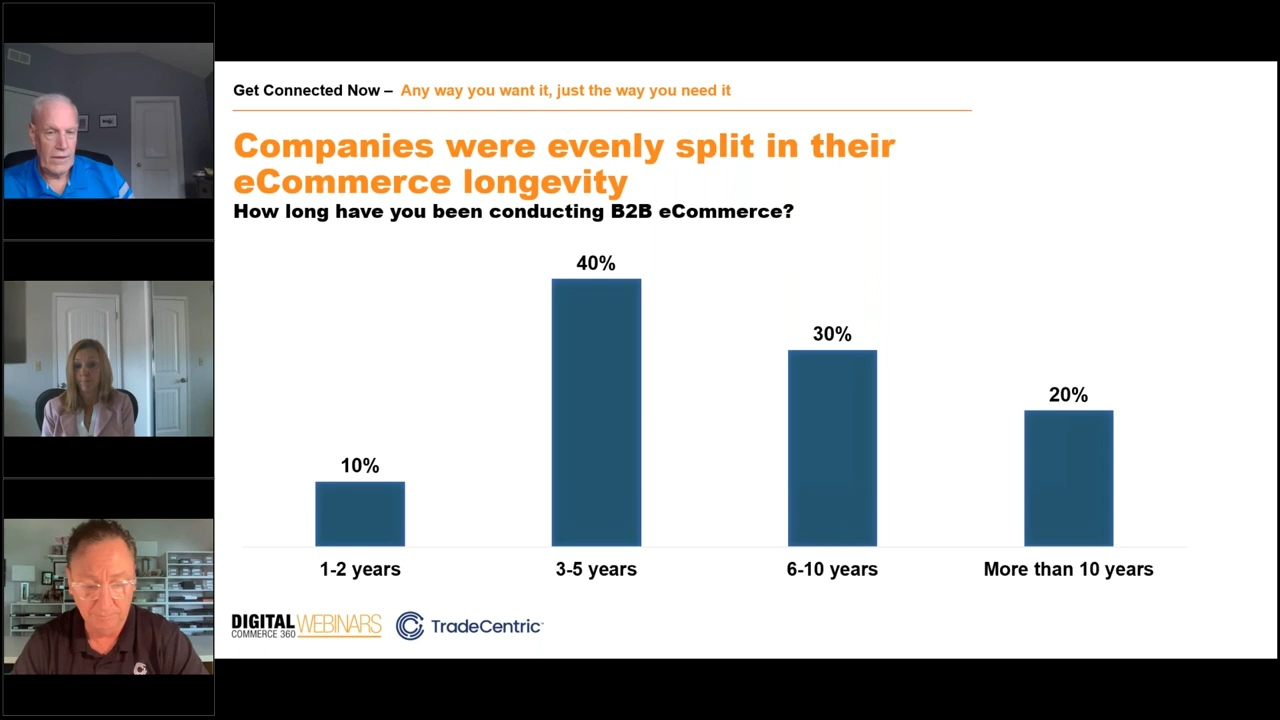 Get Connected Now – Any way you want it, just the way you need it
Companies were evenly split in their
eCommerce longevity
How long have you been conducting B2B eCommerce?
40%
30%
20%
10%
1-2 years
3-5 years
6-10 years
More than 10 years
DIGITAL WEBINARS
COMMERCE 360
TradeCentric